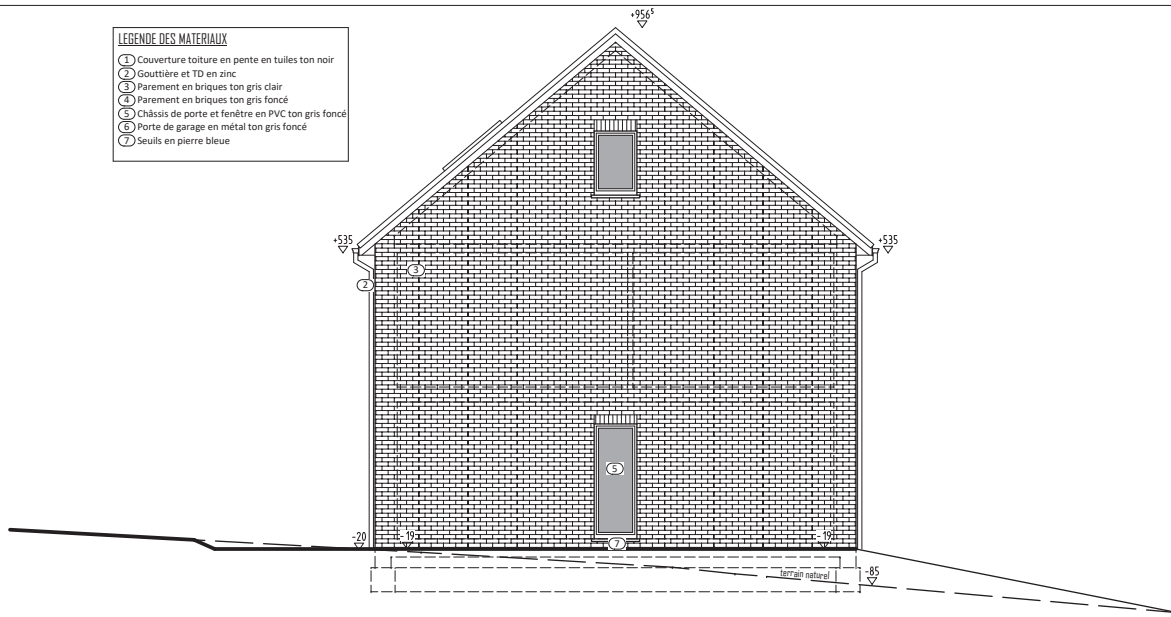 +956⁵
LEGENDE DES MATERIAUX
1 Couverture toiture en pente en tuiles ton noir
2 Gouttière et TD en zinc
3 Parement en briques ton gris clair
4 Parement en briques ton gris foncé
5 Châssis de porte et fenêtre en PVC ton gris foncé
6 Porte de garage en métal ton gris foncé
7 Seuils en pierre bleue
+535
+535
3
2
5
-20
-19
7
-19
terrain naturel
-85